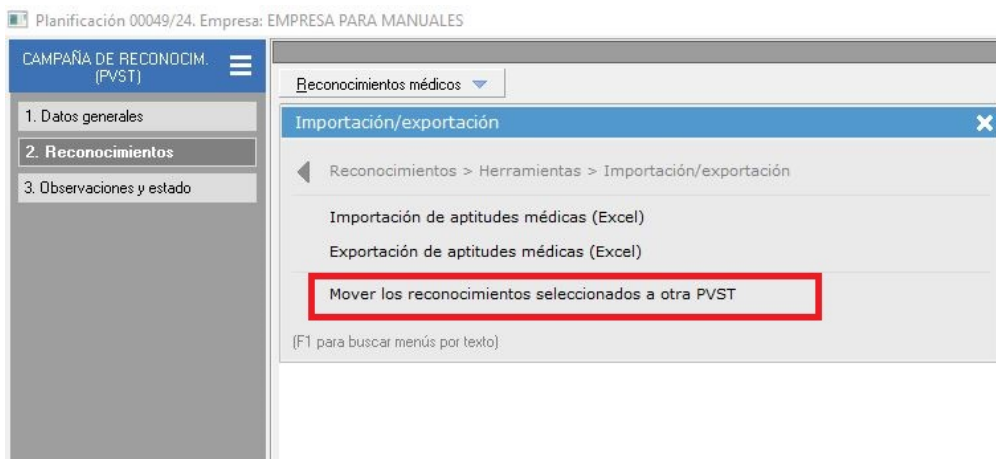 Planificación 00049/24. Empresa: EMPRESA PARA MANUALES
CAMPAÑA DE RECONOCIM.
(PVST)
1. Datos generales
2. Reconocimientos
3. Observaciones y estado
Reconocimientos médicos
Importación/exportación
Reconocimientos > Herramientas > Importación/exportación
Importación de aptitudes médicas (Excel)
Exportación de aptitudes médicas (Excel)
Mover los reconocimientos seleccionados a otra PVST
(F1 para buscar menús por texto)